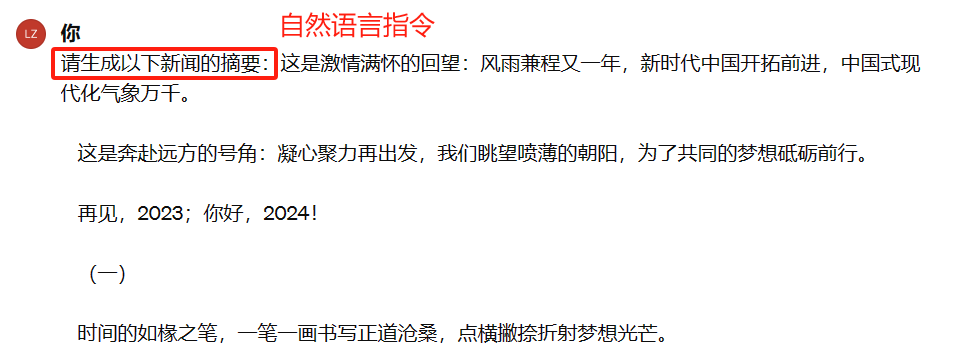 自然语言指令
LZ 你
请生成以下新闻的摘要：这是激情满怀的回望：风雨兼程又一年，新时代中国开拓前进，中国式现
代化气象万千。
这是奔赴远方的号角：凝心聚力再出发，我们眺望喷薄的朝阳，为了共同的梦想砥砺前行。
再见，2023；你好，2024！
（一）
时间的如椽之笔，一笔一画书写正道沧桑，点横撇捺折射梦想光芒。